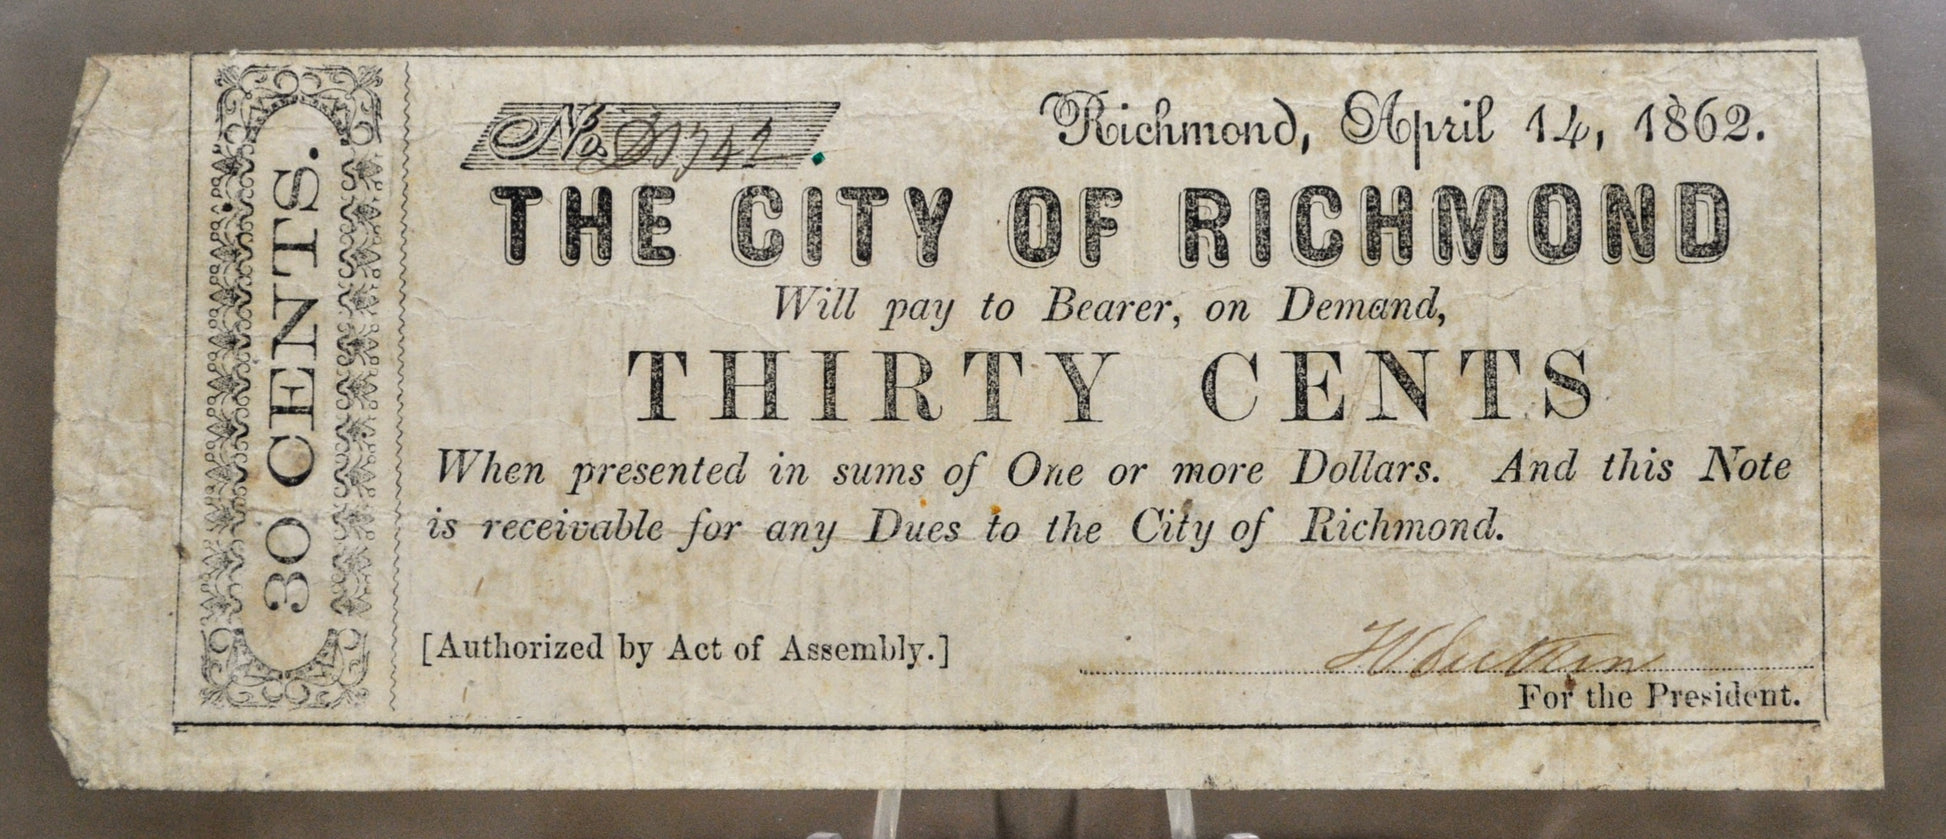 30 CENTS.
No.
Richmond, April 14, 1862.
THE CITY OF RICHMOND
Will pay to Bearer, on Demand,
THIRTY CENTS
When presented in sums of One or more Dollars. And this Note
is receivable for any Dues to the City of Richmond.
[Authorized by Act of Assembly.]
For the President.